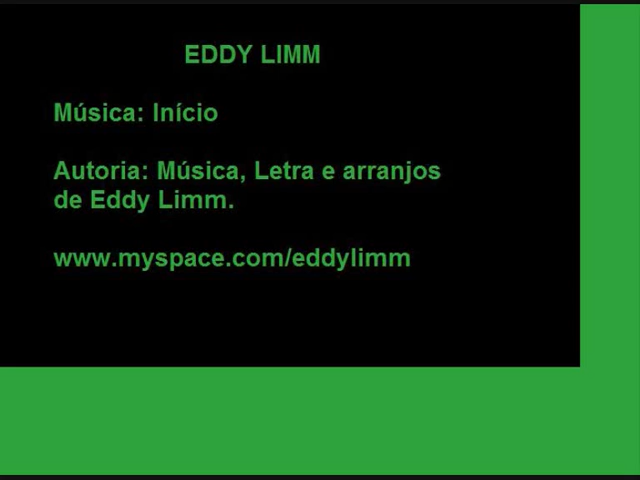 EDDY LIMM
Música: Início
Autoria: Música, Letra e arranjos
de Eddy Limm.
www.myspace.com/eddylimm